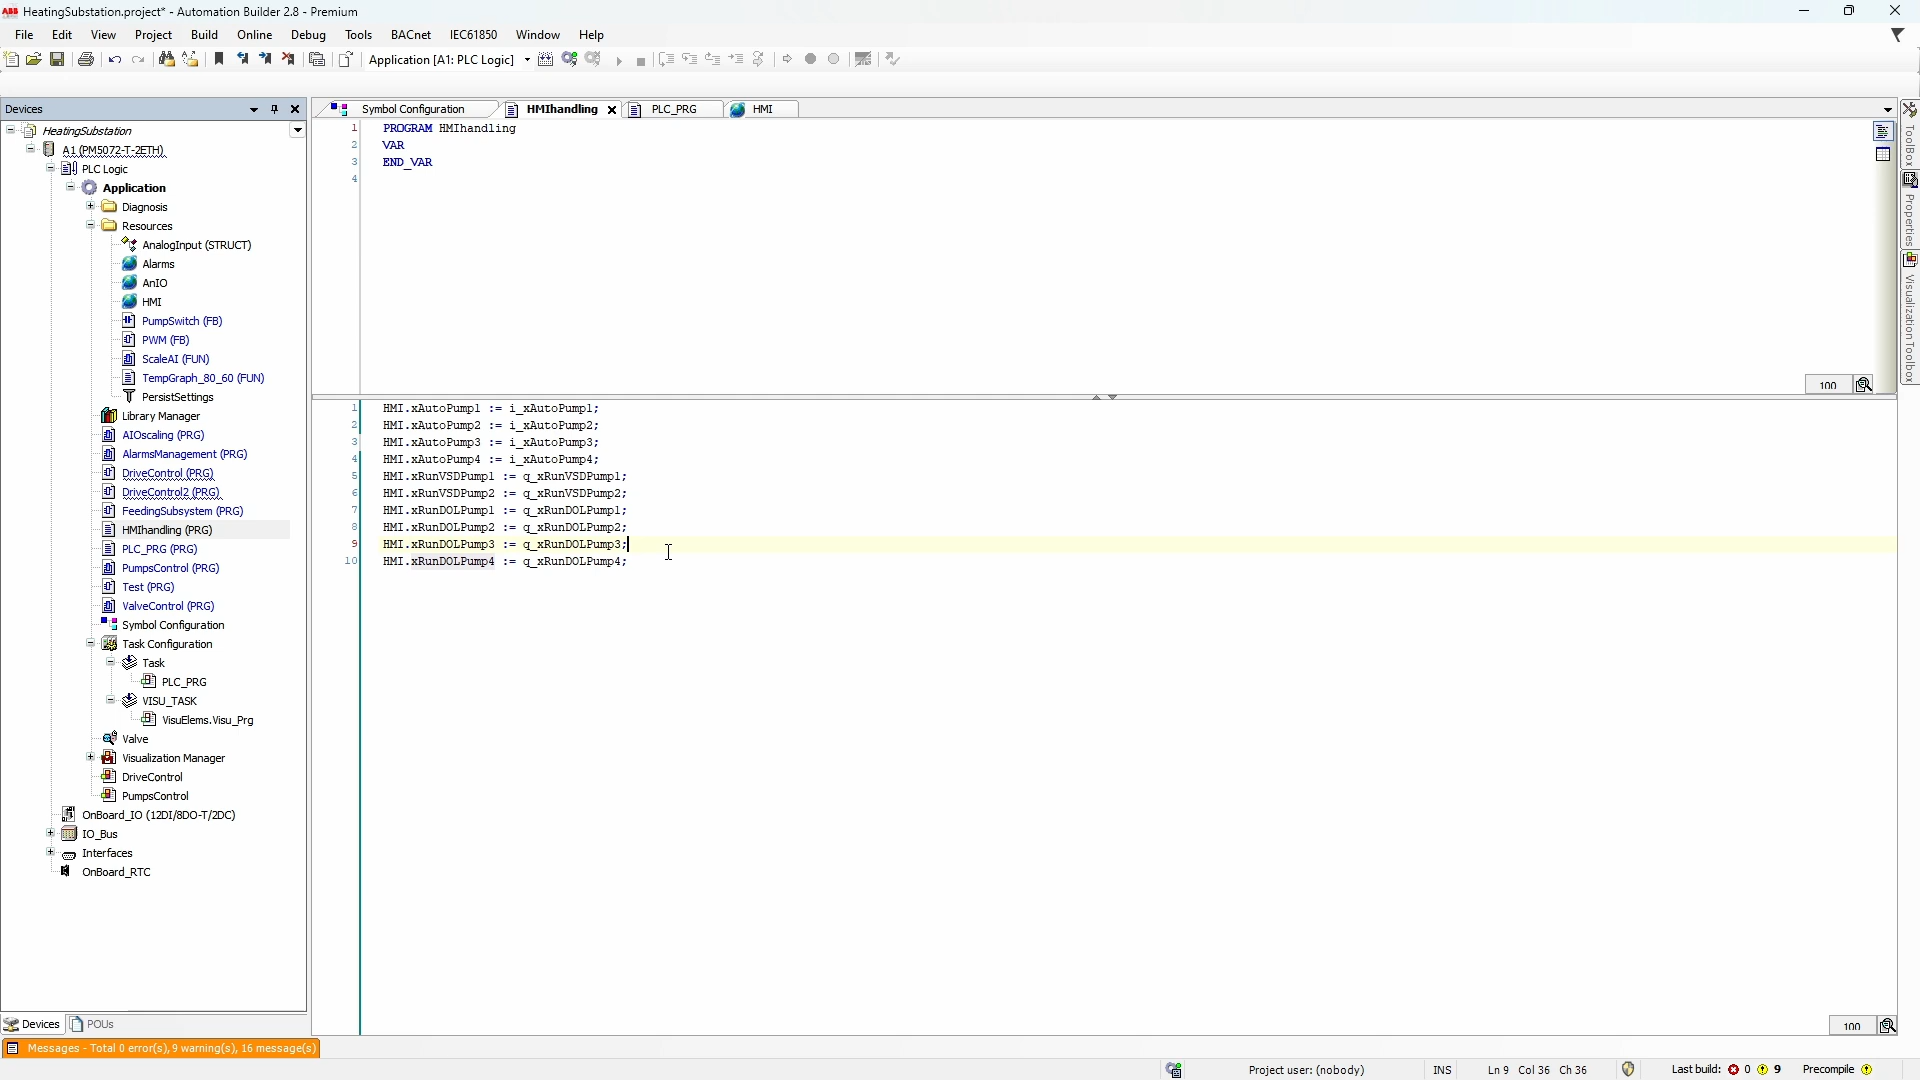 ABB HeatingSubstation.project* - Automation Builder 2.8 - Premium
File Edit View Project Build Online Debug Tools BACnet IEC61850 Window Help
Application [A1: PLC Logic]
Devices
HeatingSubstation
A1 (PM5072-T-2ETH)
PLC Logic
Application
Diagnosis
Resources
AnalogInput (STRUCT)
Alarms
AnIO
HMI
PumpSwitch (FB)
PWM (FB)
ScaleAI (FUN)
TempGraph_80_60 (FUN)
PersistSettings
Library Manager
AIOscaling (PRG)
AlarmsManagement (PRG)
DriveControl (PRG)
DriveControl2 (PRG)
FeedingSubsystem (PRG)
HMIhandling (PRG)
PLC_PRG (PRG)
PumpsControl (PRG)
Test (PRG)
ValveControl (PRG)
Symbol Configuration
Task Configuration
Task
PLC_PRG
VISU_TASK
VisuElems.Visu_Prg
Valve
Visualization Manager
DriveControl
PumpsControl
OnBoard_IO (12DI/8DO-T/2DC)
IO_Bus
Interfaces
OnBoard_RTC
Devices POUs
Symbol Configuration HMIhandling PLC_PRG HMI
1 PROGRAM HMIhandling
2 VAR
3 END_VAR
4
100
1 HMI.xAutoPump1 := i_xAutoPump1;
2 HMI.xAutoPump2 := i_xAutoPump2;
3 HMI.xAutoPump3 := i_xAutoPump3;
4 HMI.xAutoPump4 := i_xAutoPump4;
5 HMI.xRunVSDPump1 := q_xRunVSDPump1;
6 HMI.xRunVSDPump2 := q_xRunVSDPump2;
7 HMI.xRunDOLPump1 := q_xRunDOLPump1;
8 HMI.xRunDOLPump2 := q_xRunDOLPump2;
9 HMI.xRunDOLPump3 := q_xRunDOLPump3;
10 HMI.xRunDOLPump4 := q_xRunDOLPump4;
100
ToolBox
Properties
Visualization Toolbox
Messages - Total 0 error(s), 9 warning(s), 16 message(s)
Project user: (nobody) INS Ln 9 Col 36 Ch 36 Last build: 0 9 Precompile